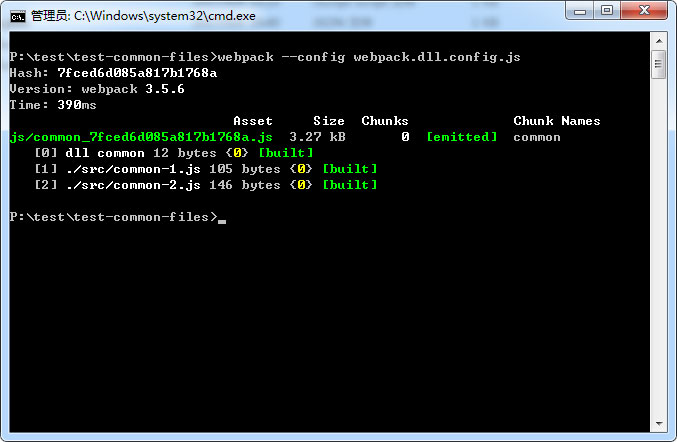 管理员: C:\Windows\system32\cmd.exe
P:\test\test-common-files>webpack --config webpack.dll.config.js
Hash: 7fced6d085a817b1768a
Version: webpack 3.5.6
Time: 390ms
Asset Size Chunks Chunk Names
js/common_7fced6d085a817b1768a.js 3.27 kB 0 [emitted] common
[0] dll common 12 bytes {0} [built]
[1] ./src/common-1.js 105 bytes {0} [built]
[2] ./src/common-2.js 146 bytes {0} [built]
P:\test\test-common-files>